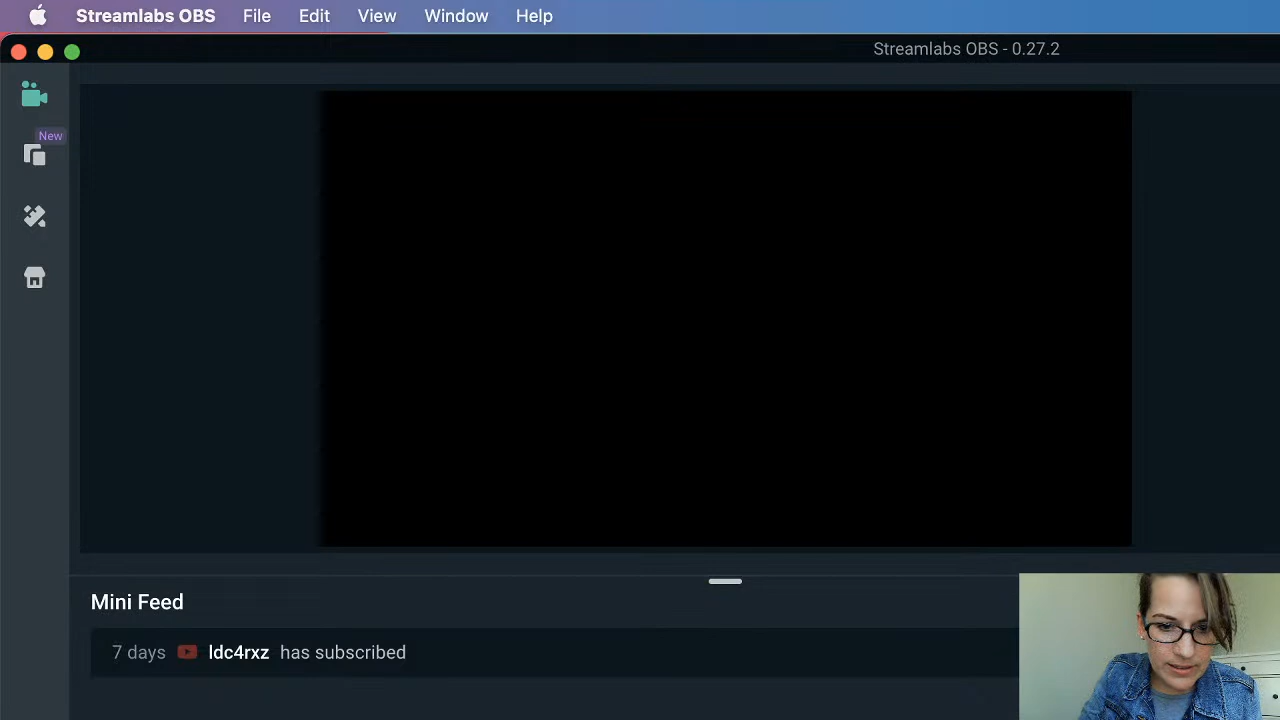 Streamlabs OBS File Edit View Window Help
Streamlabs OBS - 0.27.2
New
Mini Feed
7 days ldc4rxz has subscribed